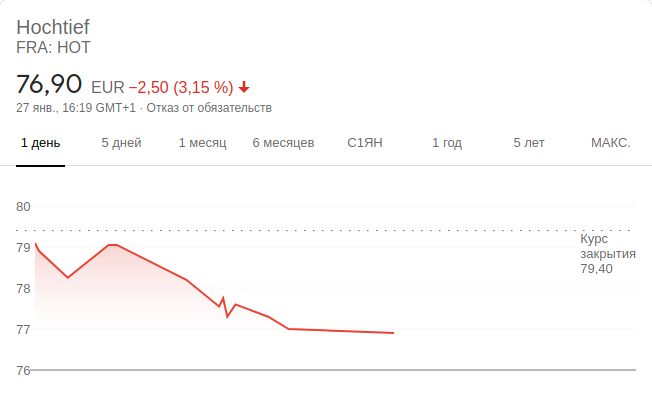 Hochtief
FRA: HOT
76,90 EUR −2,50 (3,15 %)
27 янв., 16:19 GMT+1 · Отказ от обязательств
1 день 5 дней 1 месяц 6 месяцев С1ЯН 1 год 5 лет МАКС.
80
79
78
77
76
Курс
закрытия
79,40